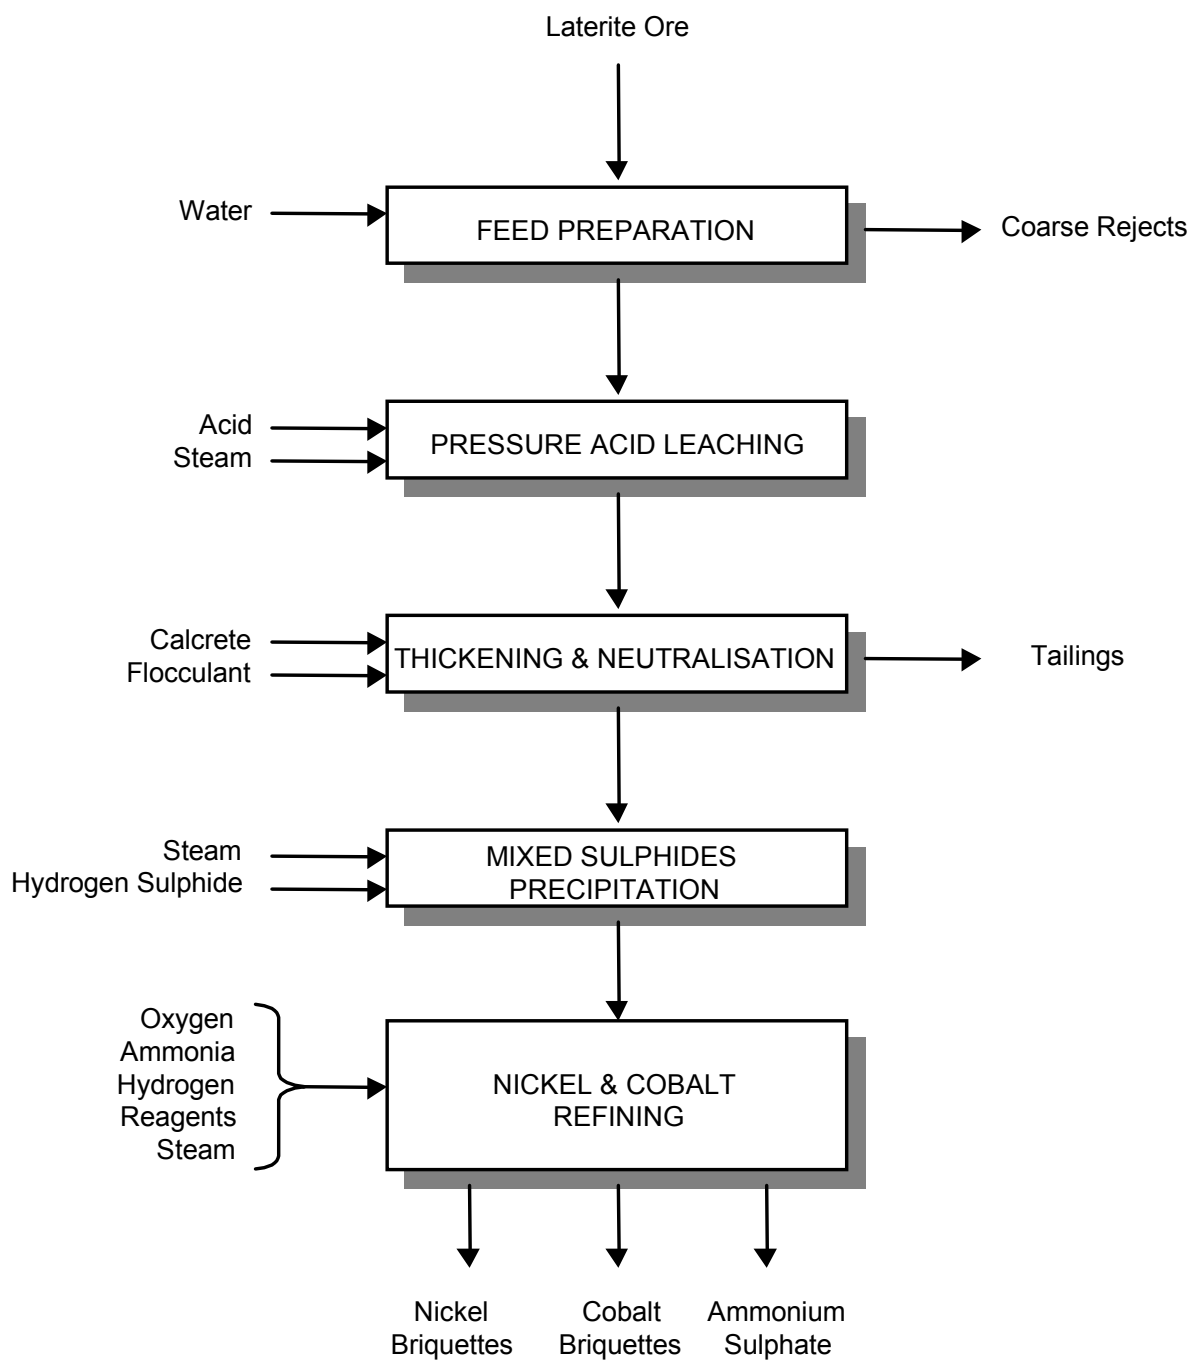 Laterite Ore
Water
FEED PREPARATION
Coarse Rejects
Acid
Steam
PRESSURE ACID LEACHING
Calcrete
Flocculant
THICKENING & NEUTRALISATION
Tailings
Steam
Hydrogen Sulphide
MIXED SULPHIDES
PRECIPITATION
Oxygen
Ammonia
Hydrogen
Reagents
Steam
NICKEL & COBALT
REFINING
Nickel
Briquettes
Cobalt
Briquettes
Ammonium
Sulphate